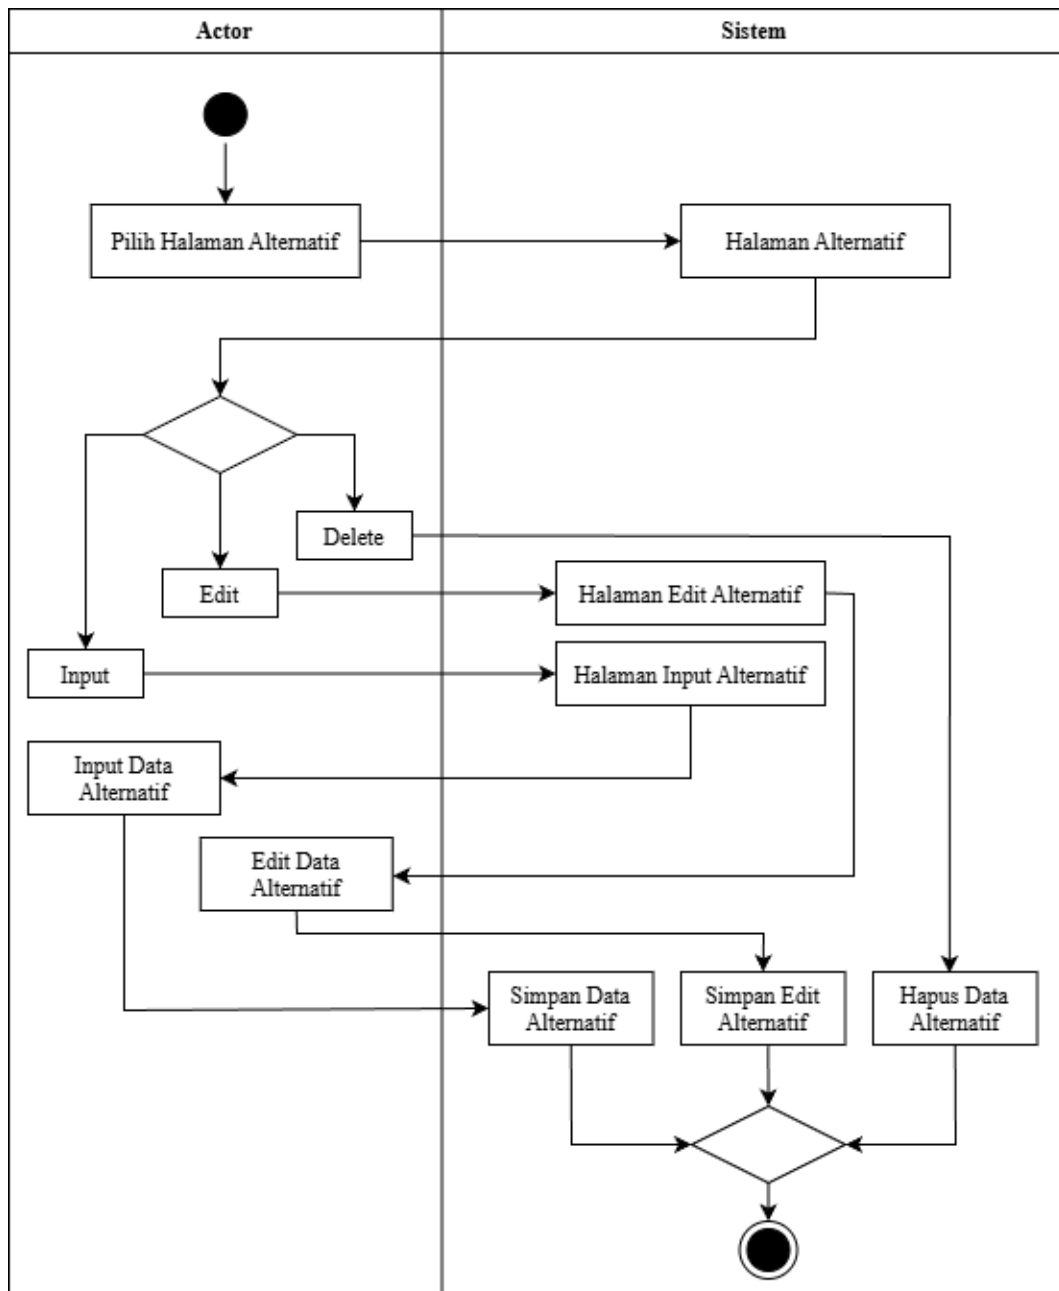 Actor
Sistem
Pilih Halaman Alternatif
Halaman Alternatif
Delete
Edit
Halaman Edit Alternatif
Input
Halaman Input Alternatif
Input Data
Alternatif
Edit Data
Alternatif
Simpan Data
Alternatif
Simpan Edit
Alternatif
Hapus Data
Alternatif